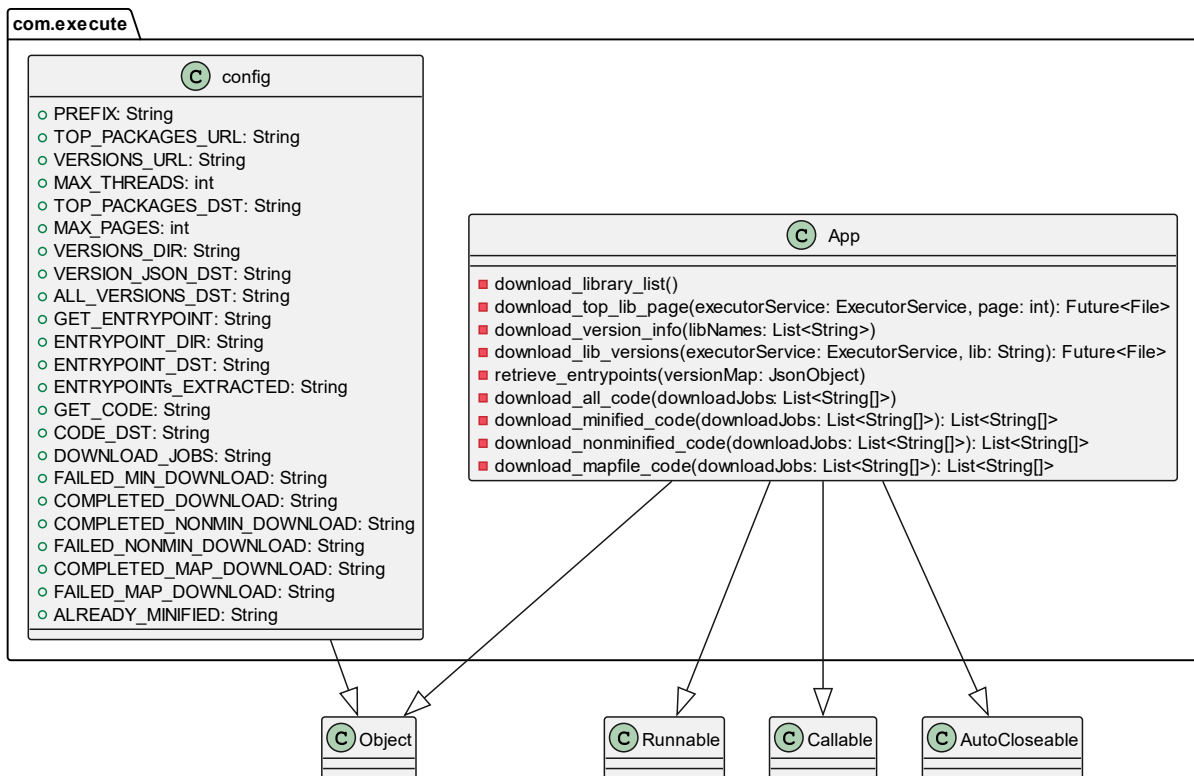 com.execute
C config
PREFIX: String
TOP_PACKAGES_URL: String
VERSIONS_URL: String
MAX_THREADS: int
TOP_PACKAGES_DST: String
MAX_PAGES: int
VERSIONS_DIR: String
VERSION_JSON_DST: String
ALL_VERSIONS_DST: String
GET_ENTRYPOINT: String
ENTRYPOINT_DIR: String
ENTRYPOINT_DST: String
ENTRYPOINTs_EXTRACTED: String
GET_CODE: String
CODE_DST: String
DOWNLOAD_JOBS: String
FAILED_MIN_DOWNLOAD: String
COMPLETED_DOWNLOAD: String
COMPLETED_NONMIN_DOWNLOAD: String
FAILED_NONMIN_DOWNLOAD: String
COMPLETED_MAP_DOWNLOAD: String
FAILED_MAP_DOWNLOAD: String
ALREADY_MINIFIED: String
C App
download_library_list()
download_top_lib_page(executorService: ExecutorService, page: int): Future<File>
download_version_info(libNames: List<String>)
download_lib_versions(executorService: ExecutorService, lib: String): Future<File>
retrieve_entrypoints(versionMap: JsonObject)
download_all_code(downloadJobs: List<String[]>)
download_minified_code(downloadJobs: List<String[]>): List<String[]>
download_nonminified_code(downloadJobs: List<String[]>): List<String[]>
download_mapfile_code(downloadJobs: List<String[]>): List<String[]>
C Object
C Runnable
C Callable
C AutoCloseable